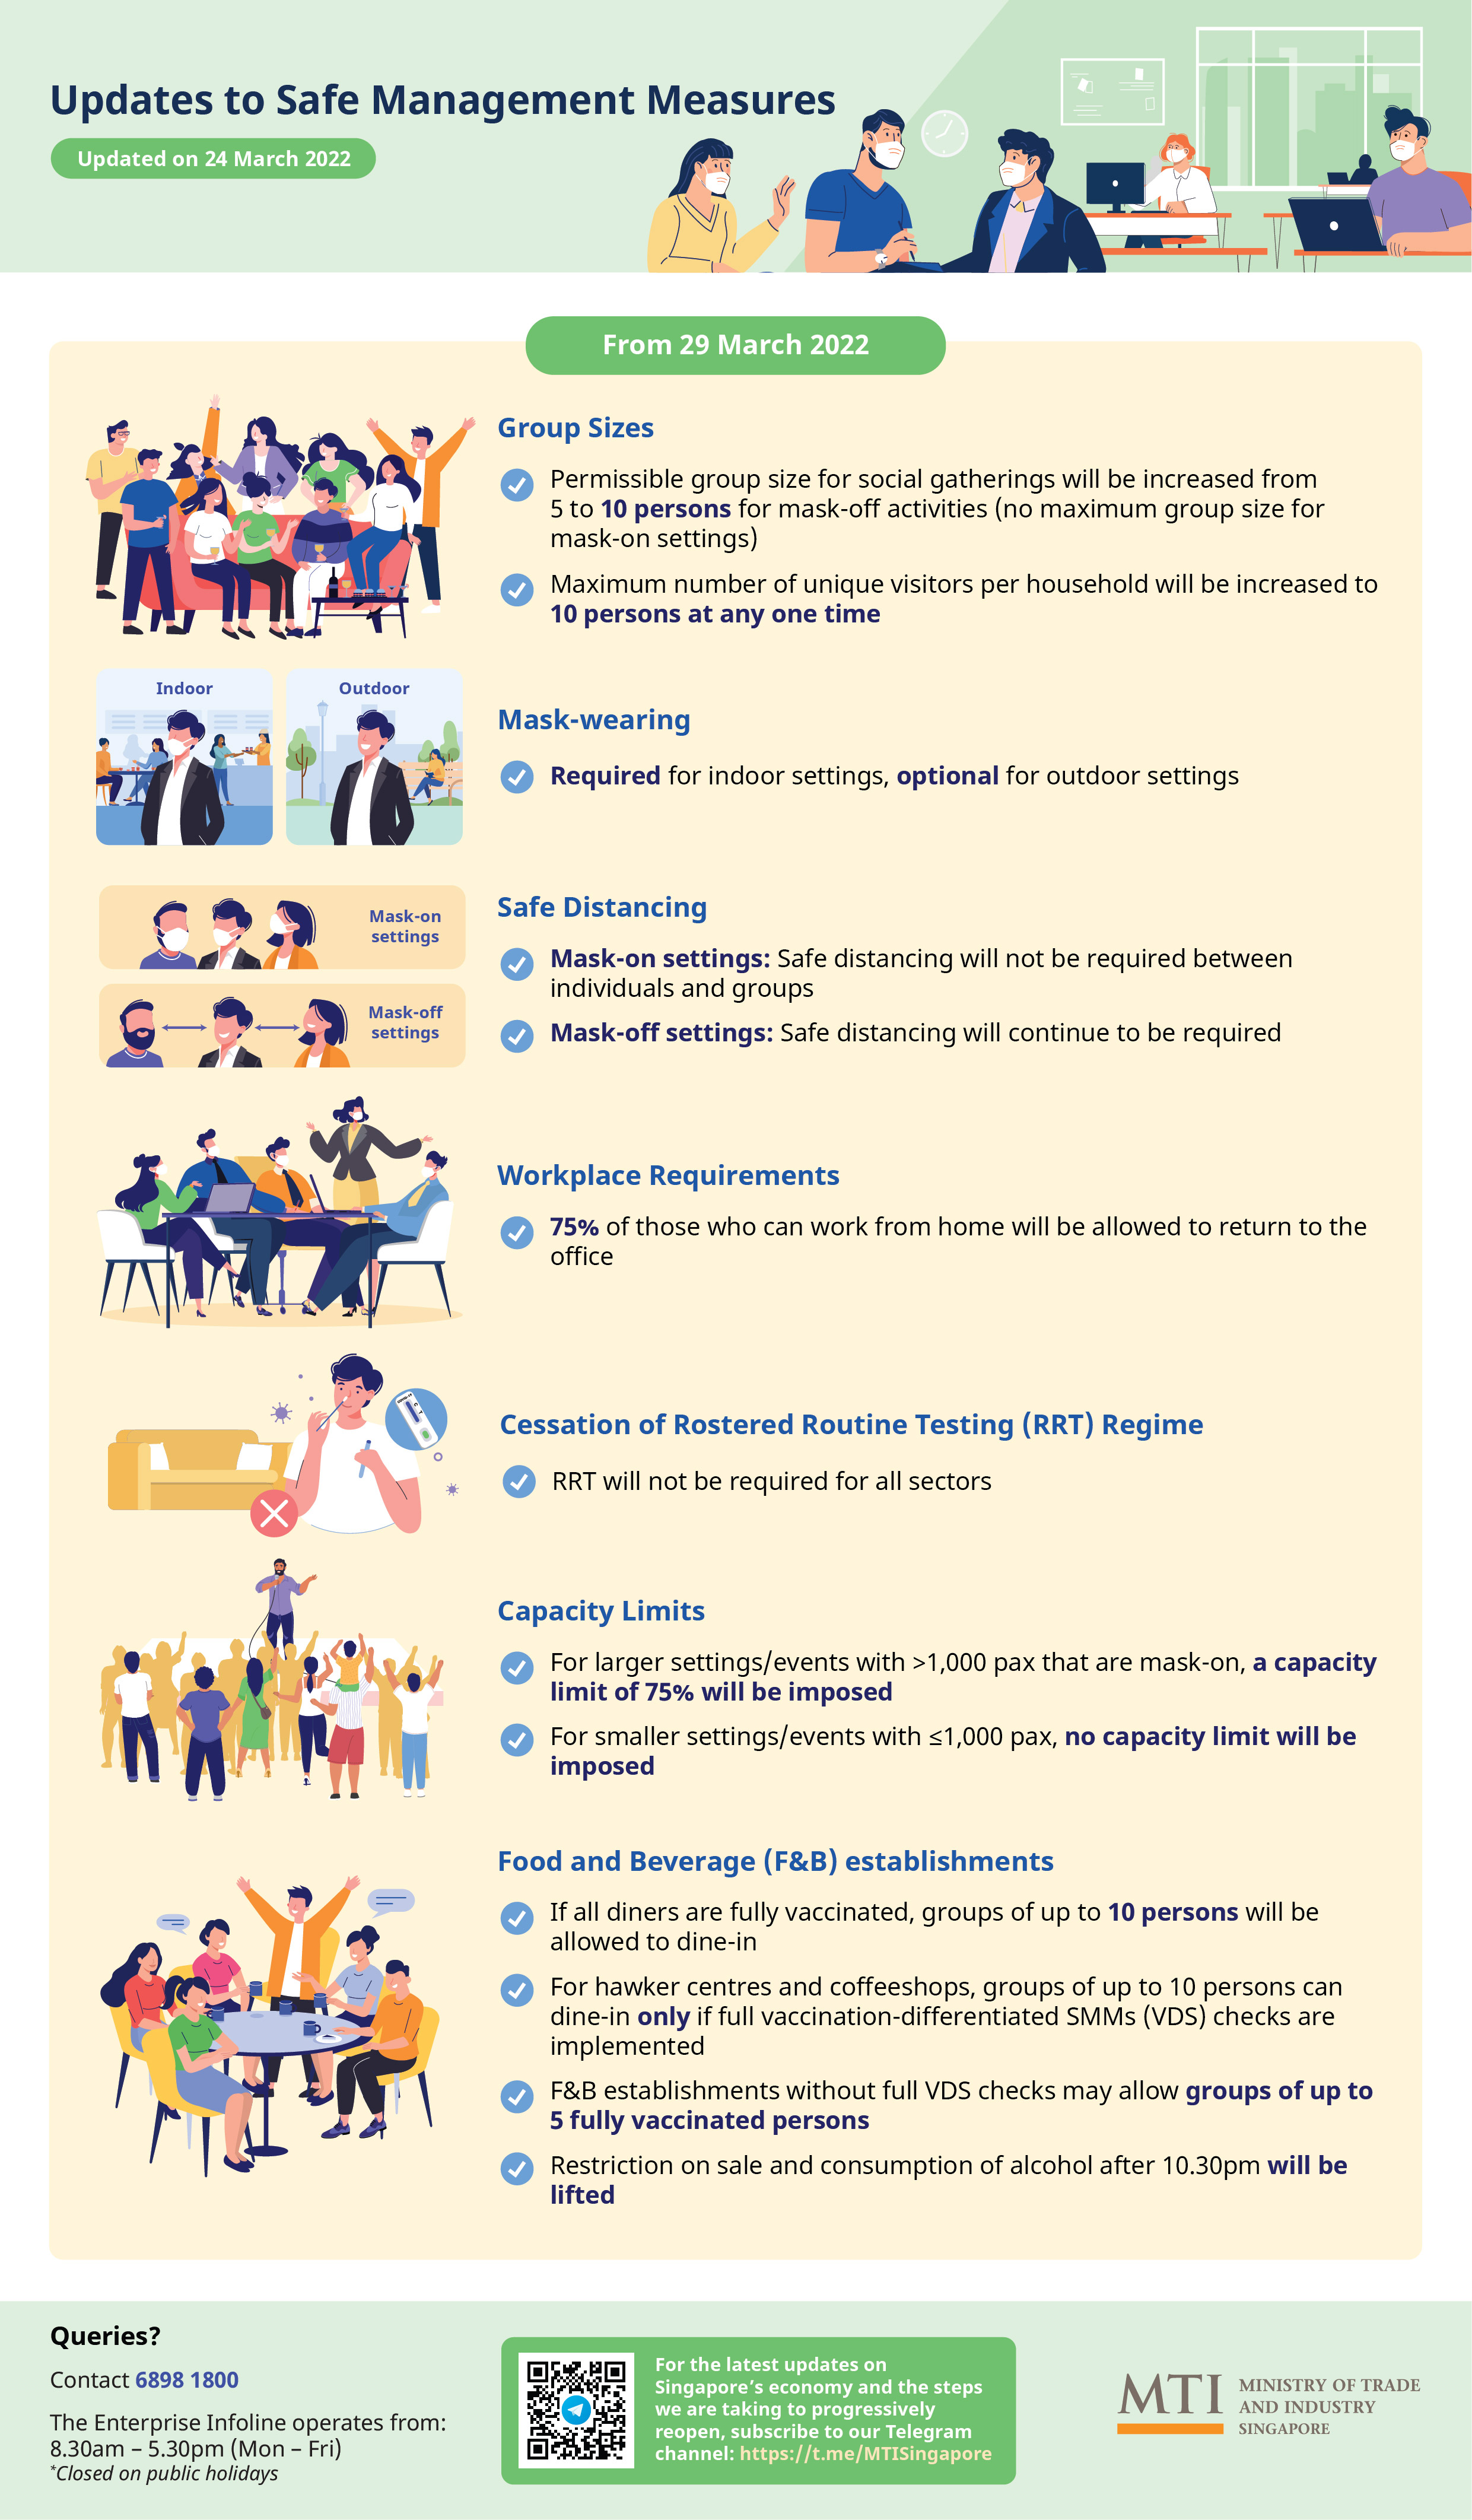 Updates to Safe Management Measures
Updated on 24 March 2022
From 29 March 2022
Group Sizes
Permissible group size for social gatherings will be increased from
5 to 10 persons for mask-off activities (no maximum group size for
mask-on settings)
Maximum number of unique visitors per household will be increased to
10 persons at any one time
Indoor
Outdoor
Mask-wearing
Required for indoor settings, optional for outdoor settings
Mask-on
settings
Mask-off
settings
Safe Distancing
Mask-on settings: Safe distancing will not be required between
individuals and groups
Mask-off settings: Safe distancing will continue to be required
Workplace Requirements
75% of those who can work from home will be allowed to return to the
office
Cessation of Rostered Routine Testing (RRT) Regime
RRT will not be required for all sectors
Capacity Limits
For larger settings/events with >1,000 pax that are mask-on, a capacity
limit of 75% will be imposed
For smaller settings/events with ≤1,000 pax, no capacity limit will be
imposed
Food and Beverage (F&B) establishments
If all diners are fully vaccinated, groups of up to 10 persons will be
allowed to dine-in
For hawker centres and coffeeshops, groups of up to 10 persons can
dine-in only if full vaccination-differentiated SMMs (VDS) checks are
implemented
F&B establishments without full VDS checks may allow groups of up to
5 fully vaccinated persons
Restriction on sale and consumption of alcohol after 10.30pm will be
lifted
Queries?
Contact 6898 1800
The Enterprise Infoline operates from:
8.30am – 5.30pm (Mon – Fri)
*Closed on public holidays
For the latest updates on
Singapore's economy and the steps
we are taking to progressively
reopen, subscribe to our Telegram
channel: https://t.me/MTISingapore
MTI
MINISTRY OF TRADE
AND INDUSTRY
SINGAPORE